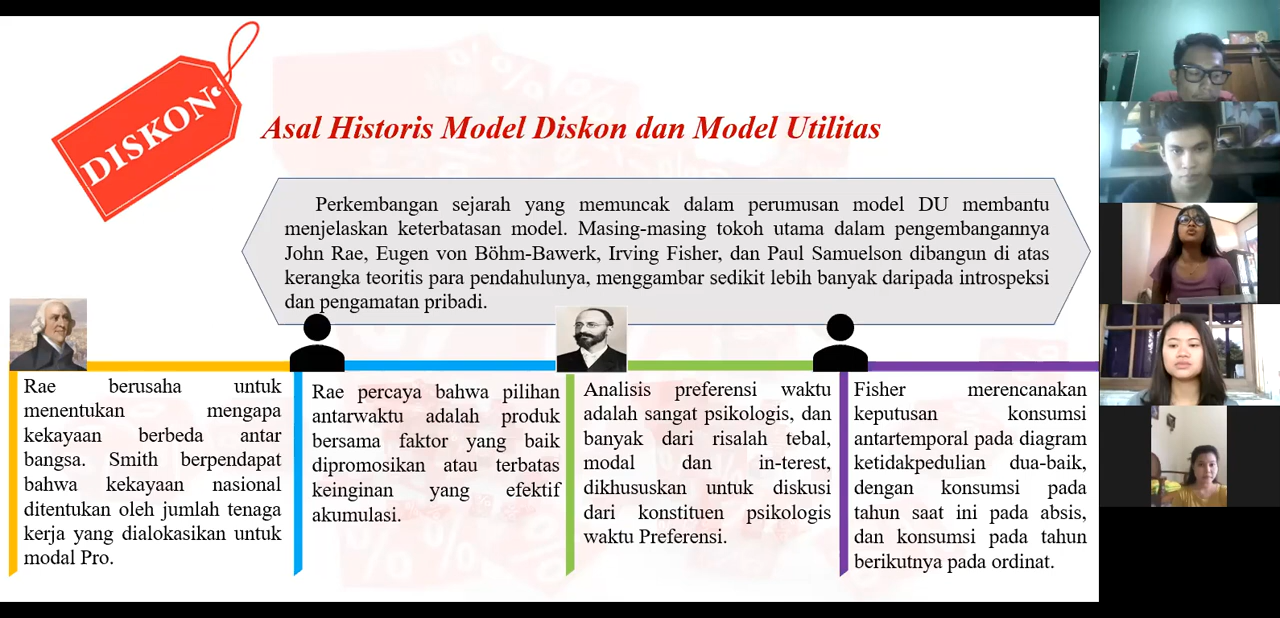 DISKON
Asal Historis Model Diskon dan Model Utilitas
Perkembangan sejarah yang memuncak dalam perumusan model DU membantu
menjelaskan keterbatasan model. Masing-masing tokoh utama dalam pengembangannya
John Rae, Eugen von Böhm-Bawerk, Irving Fisher, dan Paul Samuelson dibangun di atas
kerangka teoritis para pendahulunya, menggambar sedikit lebih banyak daripada introspeksi
dan pengamatan pribadi.
Rae berusaha untuk
menentukan mengapa
kekayaan berbeda antar
bangsa. Smith berpendapat
bahwa kekayaan nasional
ditentukan oleh jumlah tenaga
kerja yang dialokasikan untuk
modal Pro.
Rae percaya bahwa pilihan
antarwaktu adalah produk
bersama faktor yang baik
dipromosikan atau terbatas
keinginan yang efektif
akumulasi.
Analisis preferensi waktu
adalah sangat psikologis, dan
banyak dari risalah tebal,
modal dan in-terest,
dikhususkan untuk diskusi
dari konstituen psikologis
waktu Preferensi.
Fisher merencanakan
keputusan konsumsi
antartemporal pada diagram
ketidakpedulian dua-baik,
dengan konsumsi pada
tahun saat ini pada absis,
dan konsumsi pada tahun
berikutnya pada ordinat.